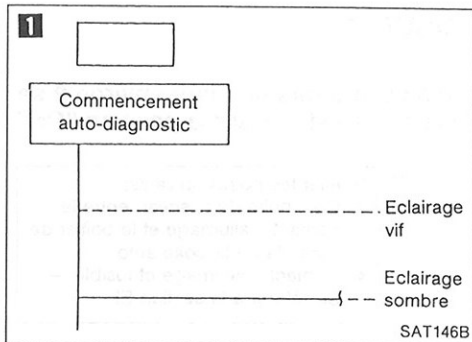 1
Commencement
auto-diagnostic
Eclairage
vif
Eclairage
sombre
SAT146B